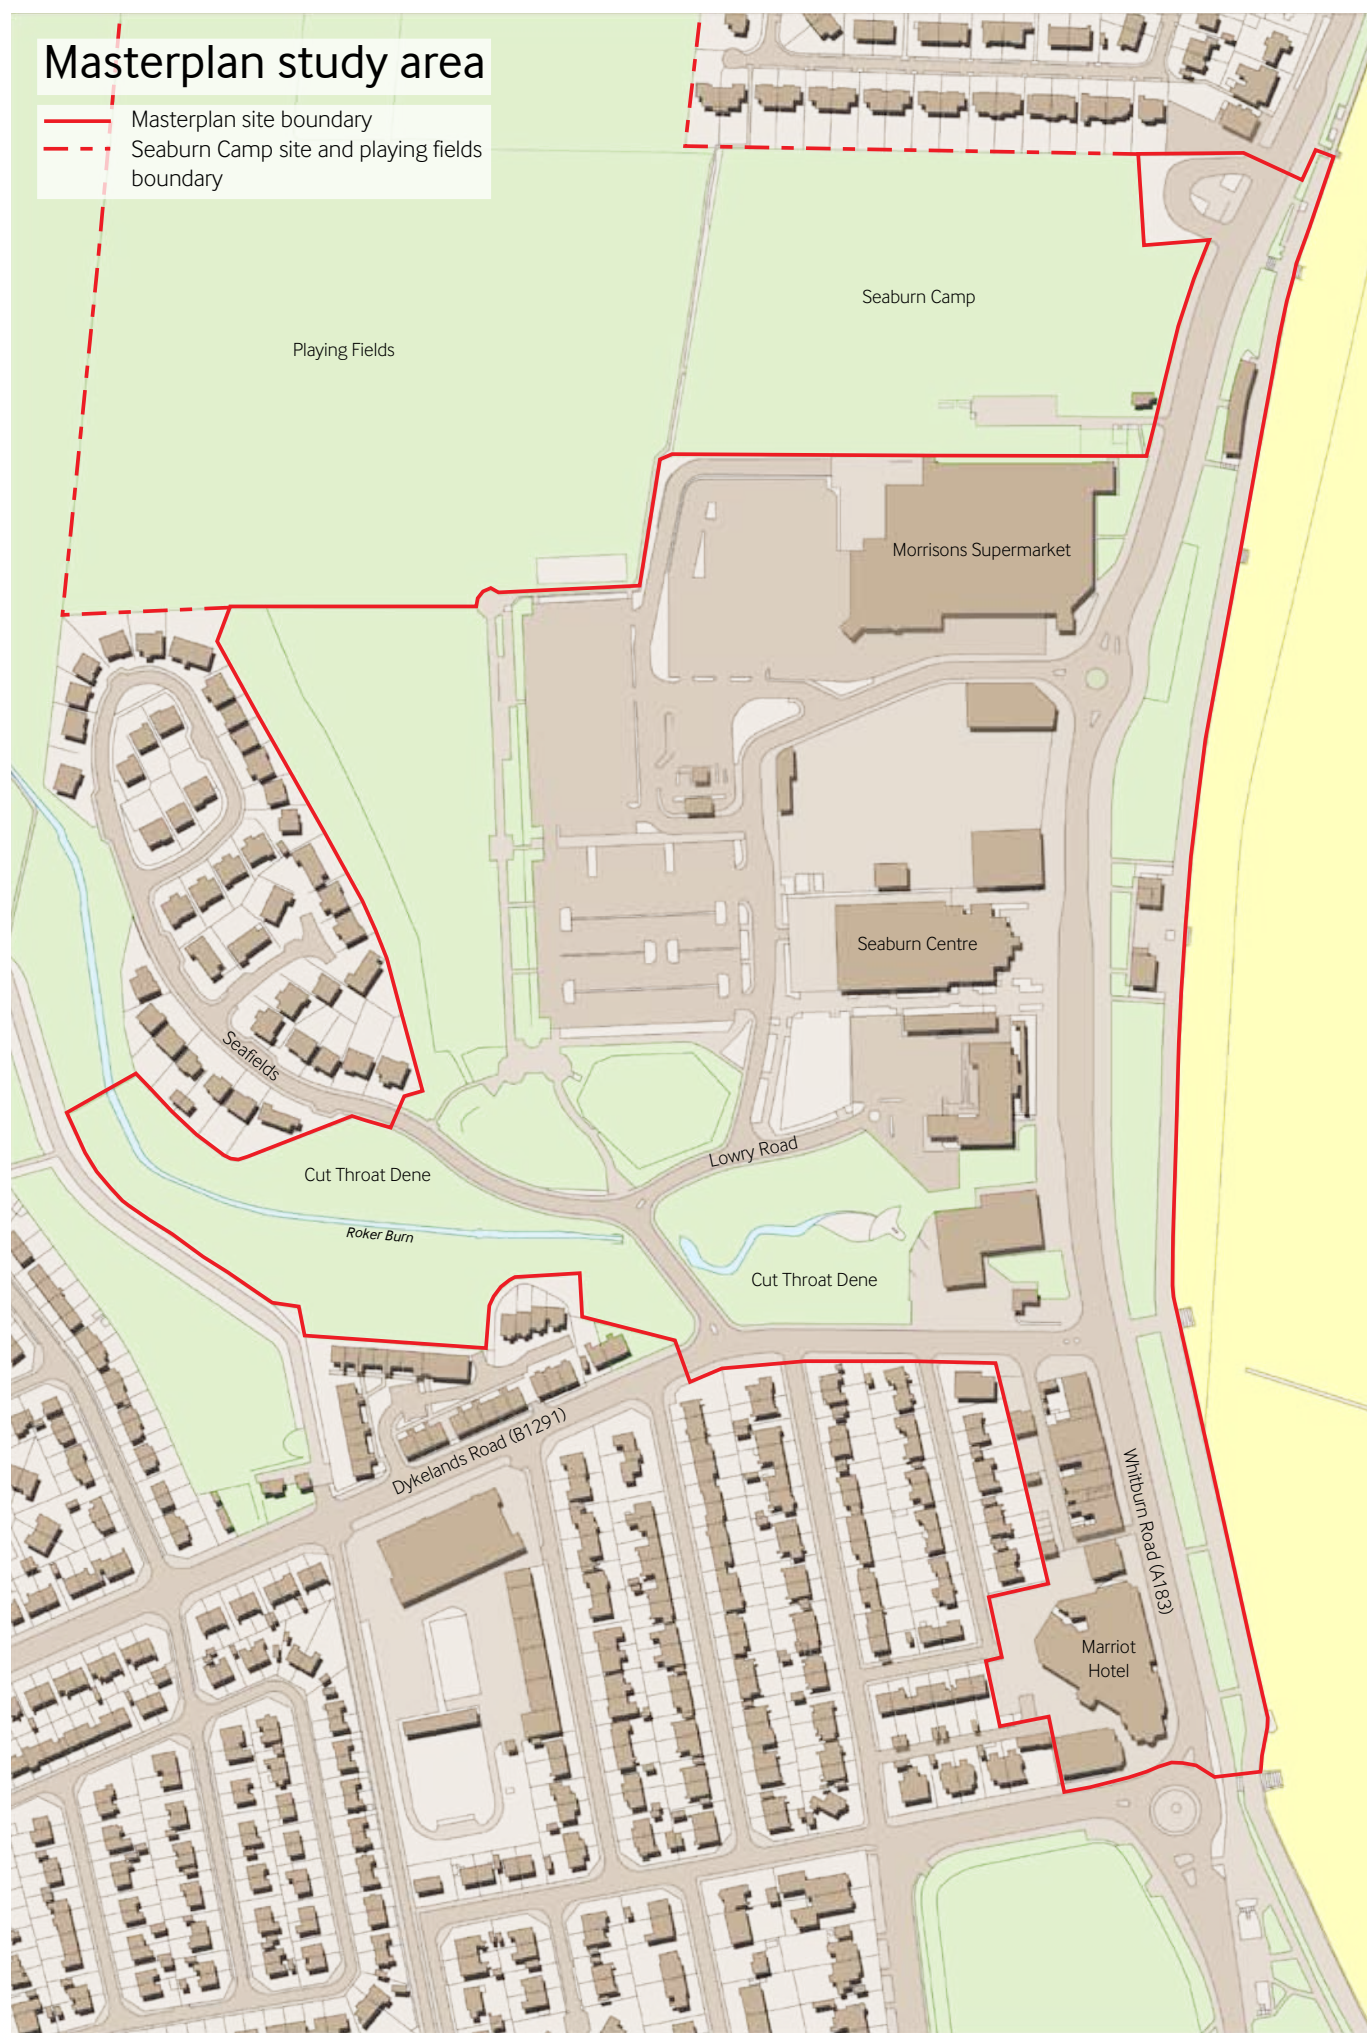 Masterplan study area
Masterplan site boundary
Seaburn Camp site and playing fields
boundary
Seaburn Camp
Playing Fields
Morrisons Supermarket
Seaburn Centre
Seafields
Lowry Road
Cut Throat Dene
Roker Burn
Cut Throat Dene
Dykelands Road (B1291)
Whitburn Road (A183)
Marriot
Hotel